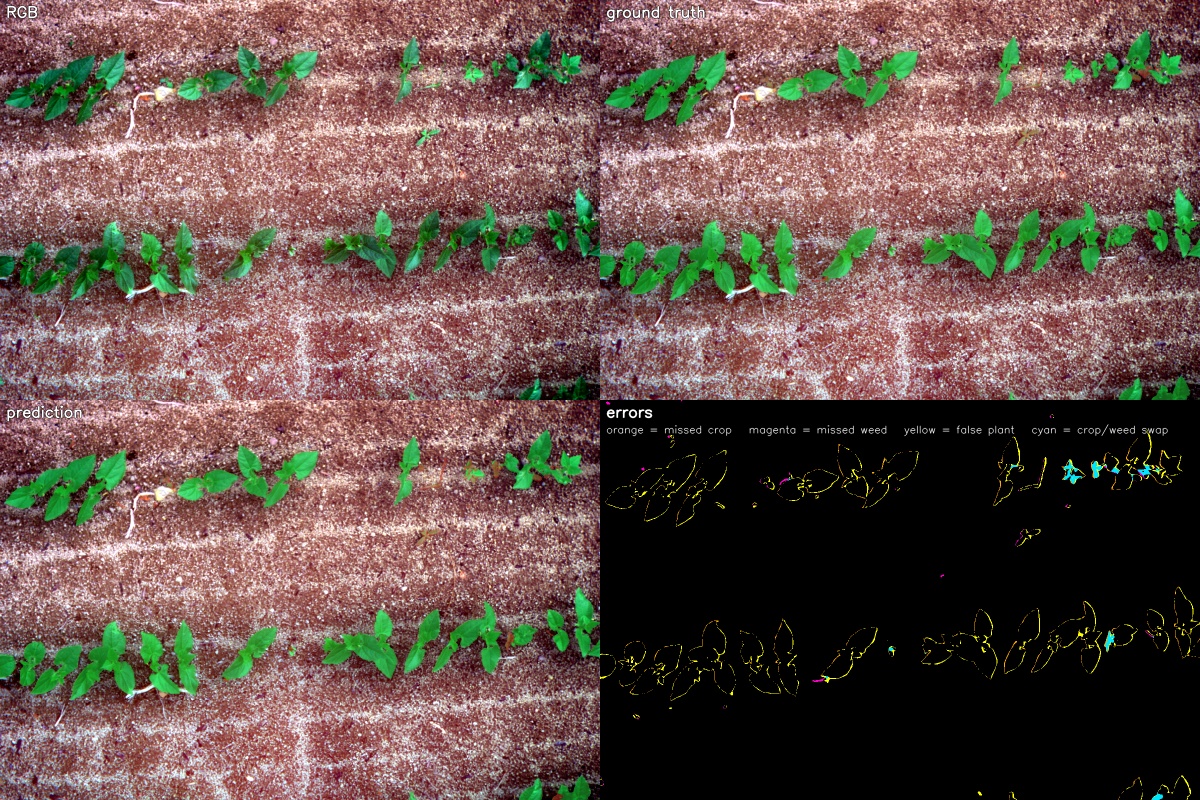 RGB
ground truth
prediction
errors
orange = missed crop magenta = missed weed yellow = false plant cyan = crop/weed swap